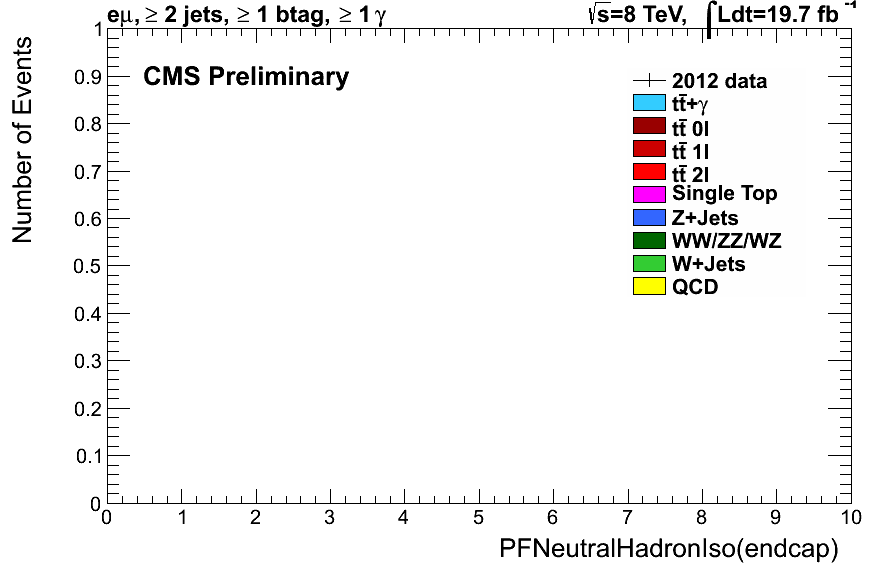 eμ, ≥ 2 jets, ≥ 1 btag, ≥ 1 γ
√s=8 TeV, ∫Ldt=19.7 fb⁻¹
CMS Preliminary
2012 data
tt̄+γ
tt̄ 0l
tt̄ 1l
tt̄ 2l
Single Top
Z+Jets
WW/ZZ/WZ
W+Jets
QCD
Number of Events
1
0.9
0.8
0.7
0.6
0.5
0.4
0.3
0.2
0.1
0
0 1 2 3 4 5 6 7 8 9 10
PFNeutralHadronIso(endcap)